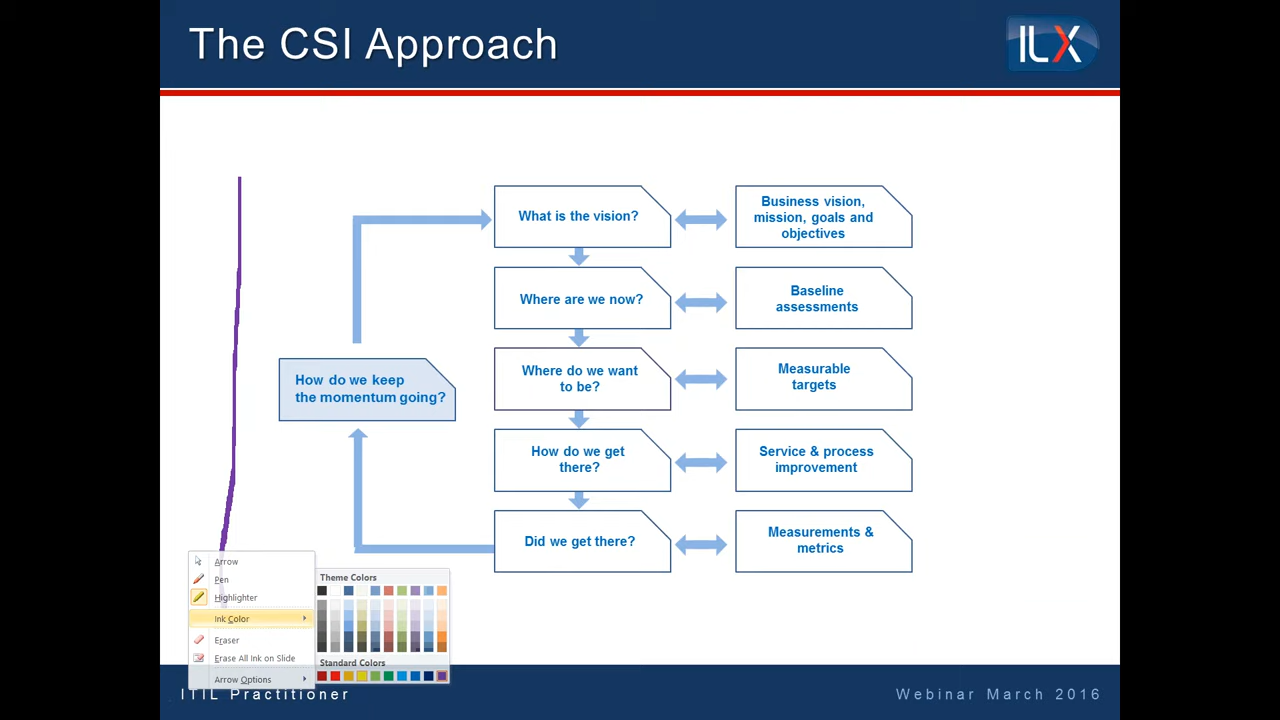 The CSI Approach
ILX
What is the vision?
Business vision,
mission, goals and
objectives
Where are we now?
Baseline
assessments
How do we keep
the momentum going?
Where do we want
to be?
Measurable
targets
How do we get
there?
Service & process
improvement
Did we get there?
Measurements &
metrics
Arrow
Pen
Highlighter
Ink Color
Eraser
Erase All Ink on Slide
Arrow Options
Theme Colors
Standard Colors
ITIL Practitioner
Webinar March 2016